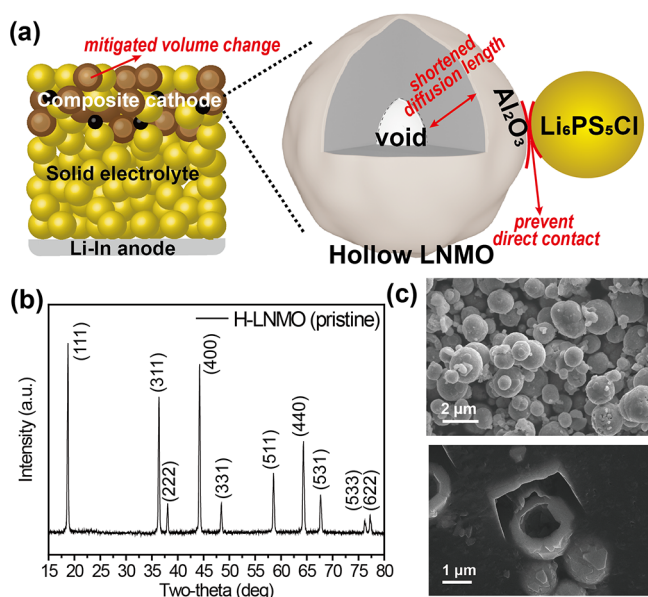 (a)
mitigated volume change
Composite cathode
Solid electrolyte
Li-In anode
shortened
diffusion length
void
Al₂O₃
Li₆PS₅Cl
prevent
direct contact
Hollow LNMO
(b)
H-LNMO (pristine)
Intensity (a.u.)
(111)
(311)
(222)
(400)
(331)
(511)
(440)
(531)
(533)
(622)
15 20 25 30 35 40 45 50 55 60 65 70 75 80
Two-theta (deg)
(c)
2 μm
1 μm